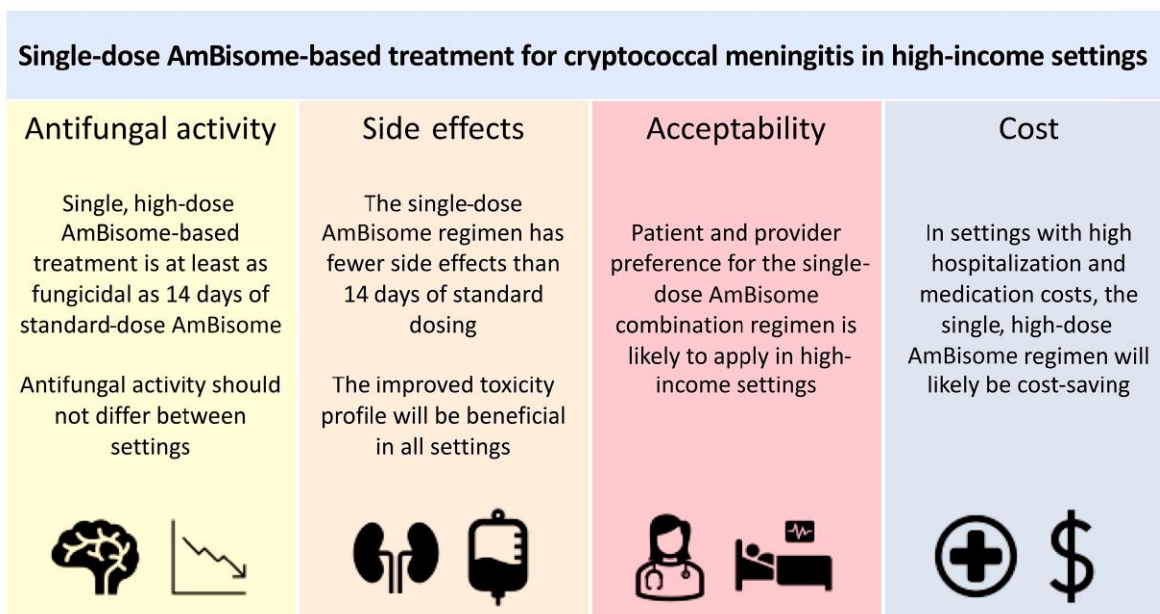 Single-dose AmBisome-based treatment for cryptococcal meningitis in high-income settings
Antifungal activity
Single, high-dose
AmBisome-based
treatment is at least as
fungicidal as 14 days of
standard-dose AmBisome
Antifungal activity should
not differ between
settings
Side effects
The single-dose
AmBisome regimen has
fewer side effects than
14 days of standard
dosing
The improved toxicity
profile will be beneficial
in all settings
Acceptability
Patient and provider
preference for the single-
dose AmBisome
combination regimen is
likely to apply in high-
income settings
Cost
In settings with high
hospitalization and
medication costs, the
single, high-dose
AmBisome regimen will
likely be cost-saving
$